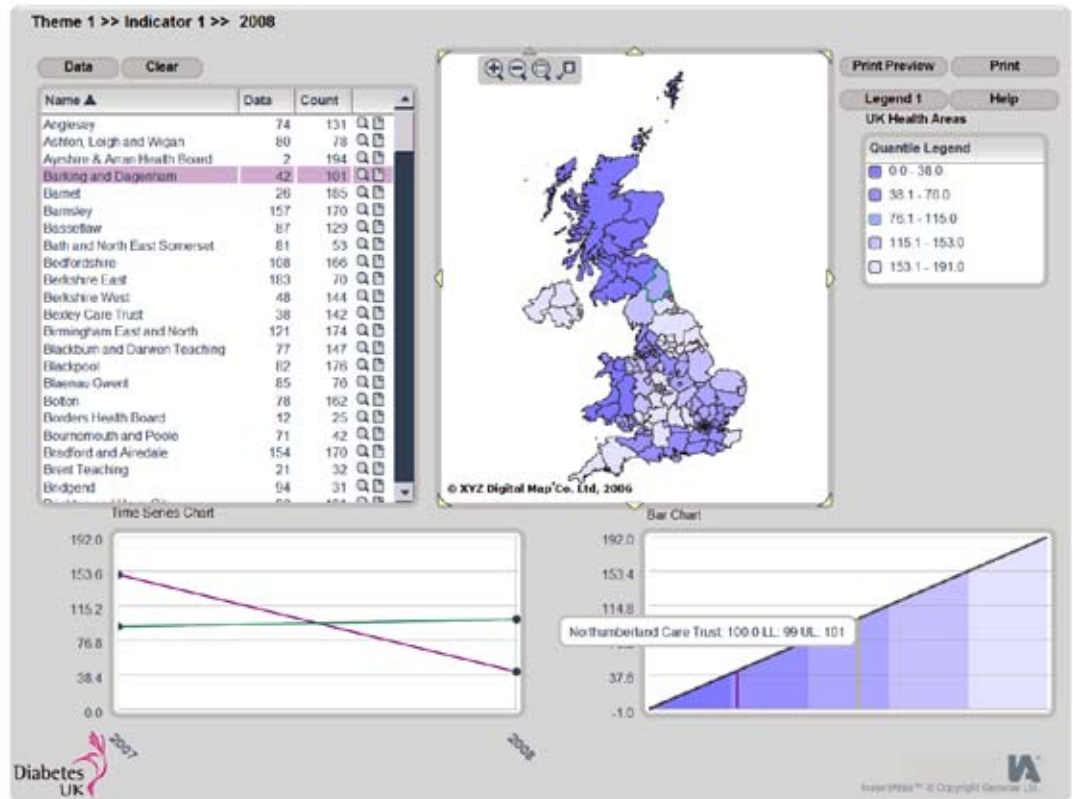 Theme 1 >> Indicator 1 >> 2008
Data Clear
Print Preview Print
Legend 1 Help
UK Health Areas
Quantile Legend
0.0 - 38.0
38.1 - 76.0
76.1 - 115.0
115.1 - 153.0
153.1 - 191.0
Name Data Count
Anglesey 74 131
Ashton, Leigh and Wigan 80 78
Ayrshire & Arran Health Board 2 194
Barking and Dagenham 42 101
Barnet 26 185
Barnsley 157 170
Bassetlaw 87 129
Bath and North East Somerset 81 53
Bedfordshire 108 166
Berkshire East 183 70
Berkshire West 48 144
Bexley Care Trust 38 142
Birmingham East and North 121 174
Blackburn and Darwen Teaching 77 147
Blackpool 82 176
Blaenau Gwent 85 76
Bolton 78 162
Borders Health Board 12 25
Bournemouth and Poole 71 42
Bradford and Airedale 154 170
Brent Teaching 21 32
Bridgend 94 31
© XYZ Digital Map Co. Ltd, 2006
Time Series Chart
192.0
153.6
115.2
76.8
38.4
0.0
2007
2008
Bar Chart
192.0
153.4
114.8
Northumberland Care Trust: 100.0 LL: 99 UL: 101
37.6
-1.0
Diabetes
UK
IA
InstantAtlas™ © Copyright Geowise Ltd.